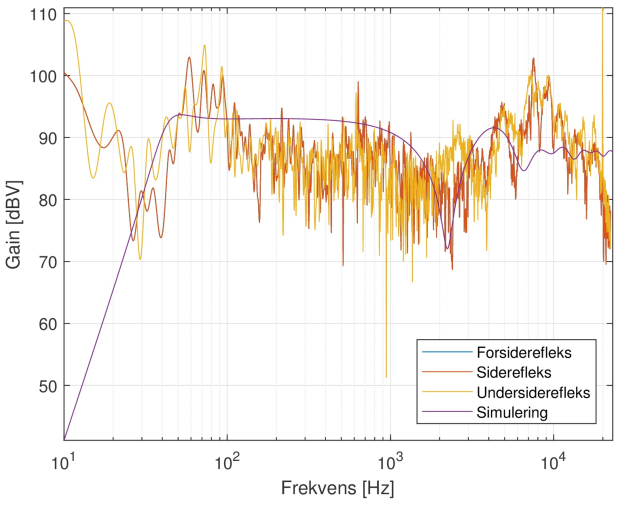 110
100
90
80
70
60
50
Gain [dBV]
Forsiderefleks
Siderefleks
Undersiderefleks
Simulering
10^1
10^2
10^3
10^4
Frekvens [Hz]